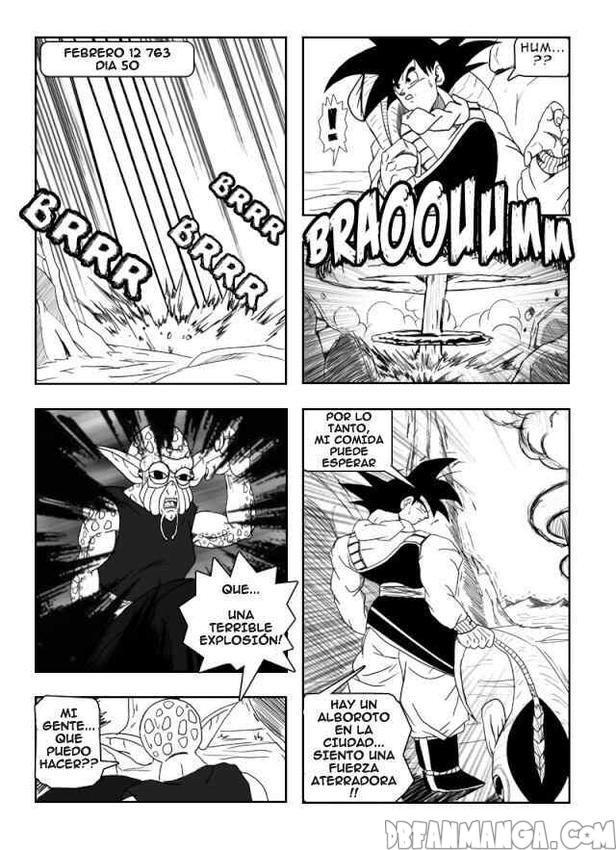 FEBRERO 12 763
DIA 50
BRRR
BRRR
BRRR
HUM...
??
!
BRAOOUUMM
QUE...
UNA
TERRIBLE
EXPLOSIÓN!
MI
GENTE...
QUE
PUEDO
HACER??
POR LO
TANTO,
MI COMIDA
PUEDE
ESPERAR
HAY UN
ALBOROTO
EN LA
CIUDAD...
SIENTO UNA
FUERZA
ATERRADORA
!!
DBFANMANGA.COM